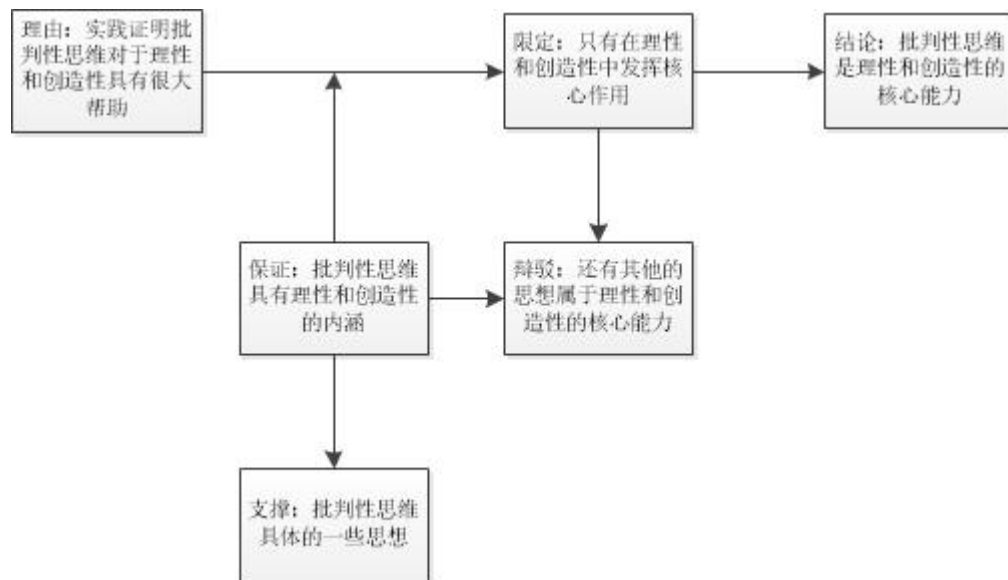 理由：实践证明批
判性思维对于理性
和创造性具有很大
帮助
限定：只有在理性
和创造性中发挥核
心作用
结论：批判性思维
是理性和创造性的
核心能力
保证：批判性思维
具有理性和创造性
的内涵
辩驳：还有其他的
思想属于理性和创
造性的核心能力
支撑：批判性思维
具体的一些思想